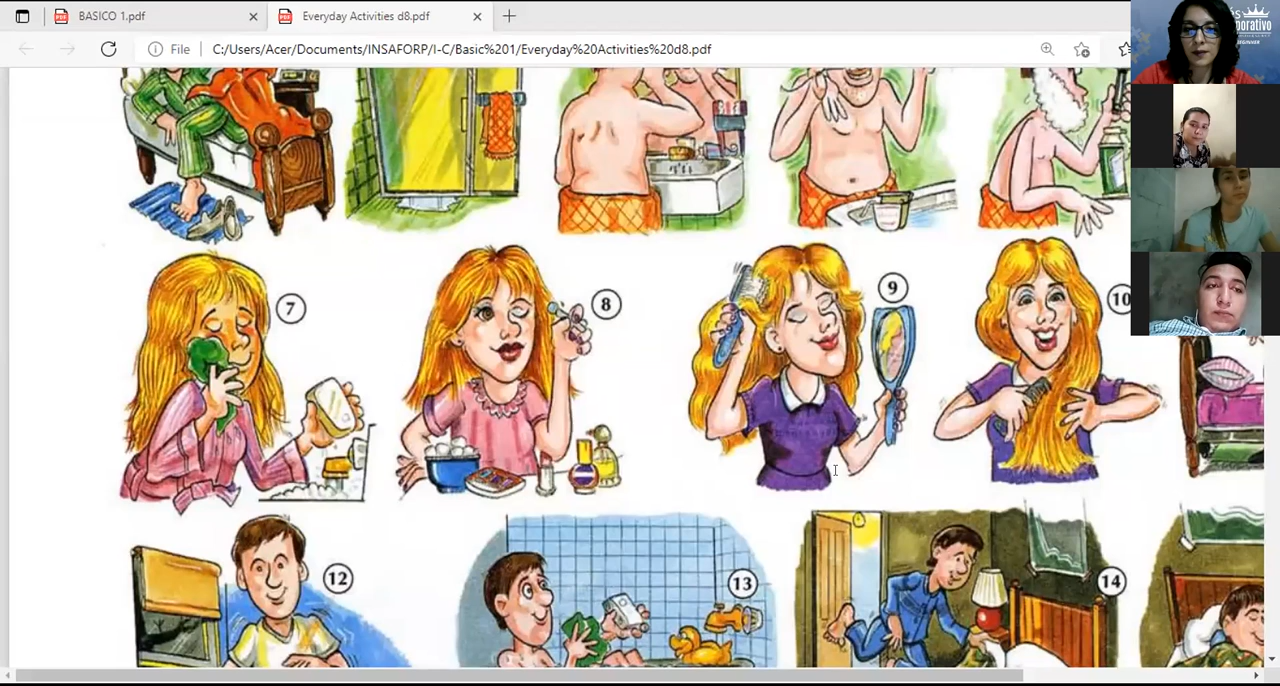 BASICO 1.pdf
Everyday Activities d8.pdf
File
C:/Users/Acer/Documents/INSAFORP/I-C/Basic%201/Everyday%20Activities%20d8.pdf
7
8
9
10
12
13
14